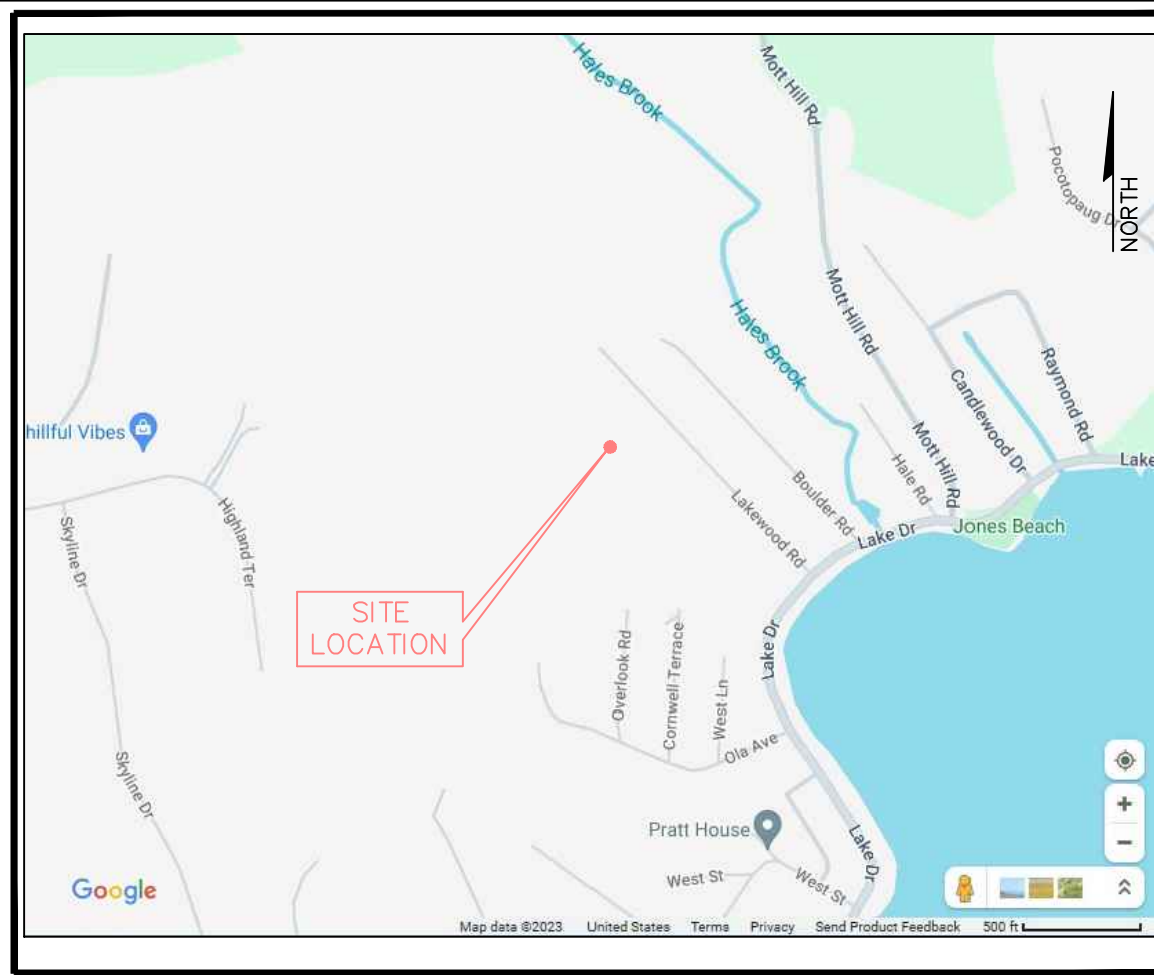 Hales Brook
Mott Hill Rd
Pocotopaug Dr
NORTH
Hales Brook
Mott Hill Rd
Raymond Rd
Candlewood Dr
hillful Vibes
Mott Hill Rd
Hale Rd
Lake
Boulder Rd
Lakewood Rd
Lake Dr
Jones Beach
Skyline Dr
Highland Ter
SITE
LOCATION
Overlook Rd
Cornwell Terrace
West Ln
Lake Dr
Ola Ave
Skyline Dr
Pratt House
Lake Dr
West St
West St
Google
Map data ©2023 United States Terms Privacy Send Product Feedback 500 ft